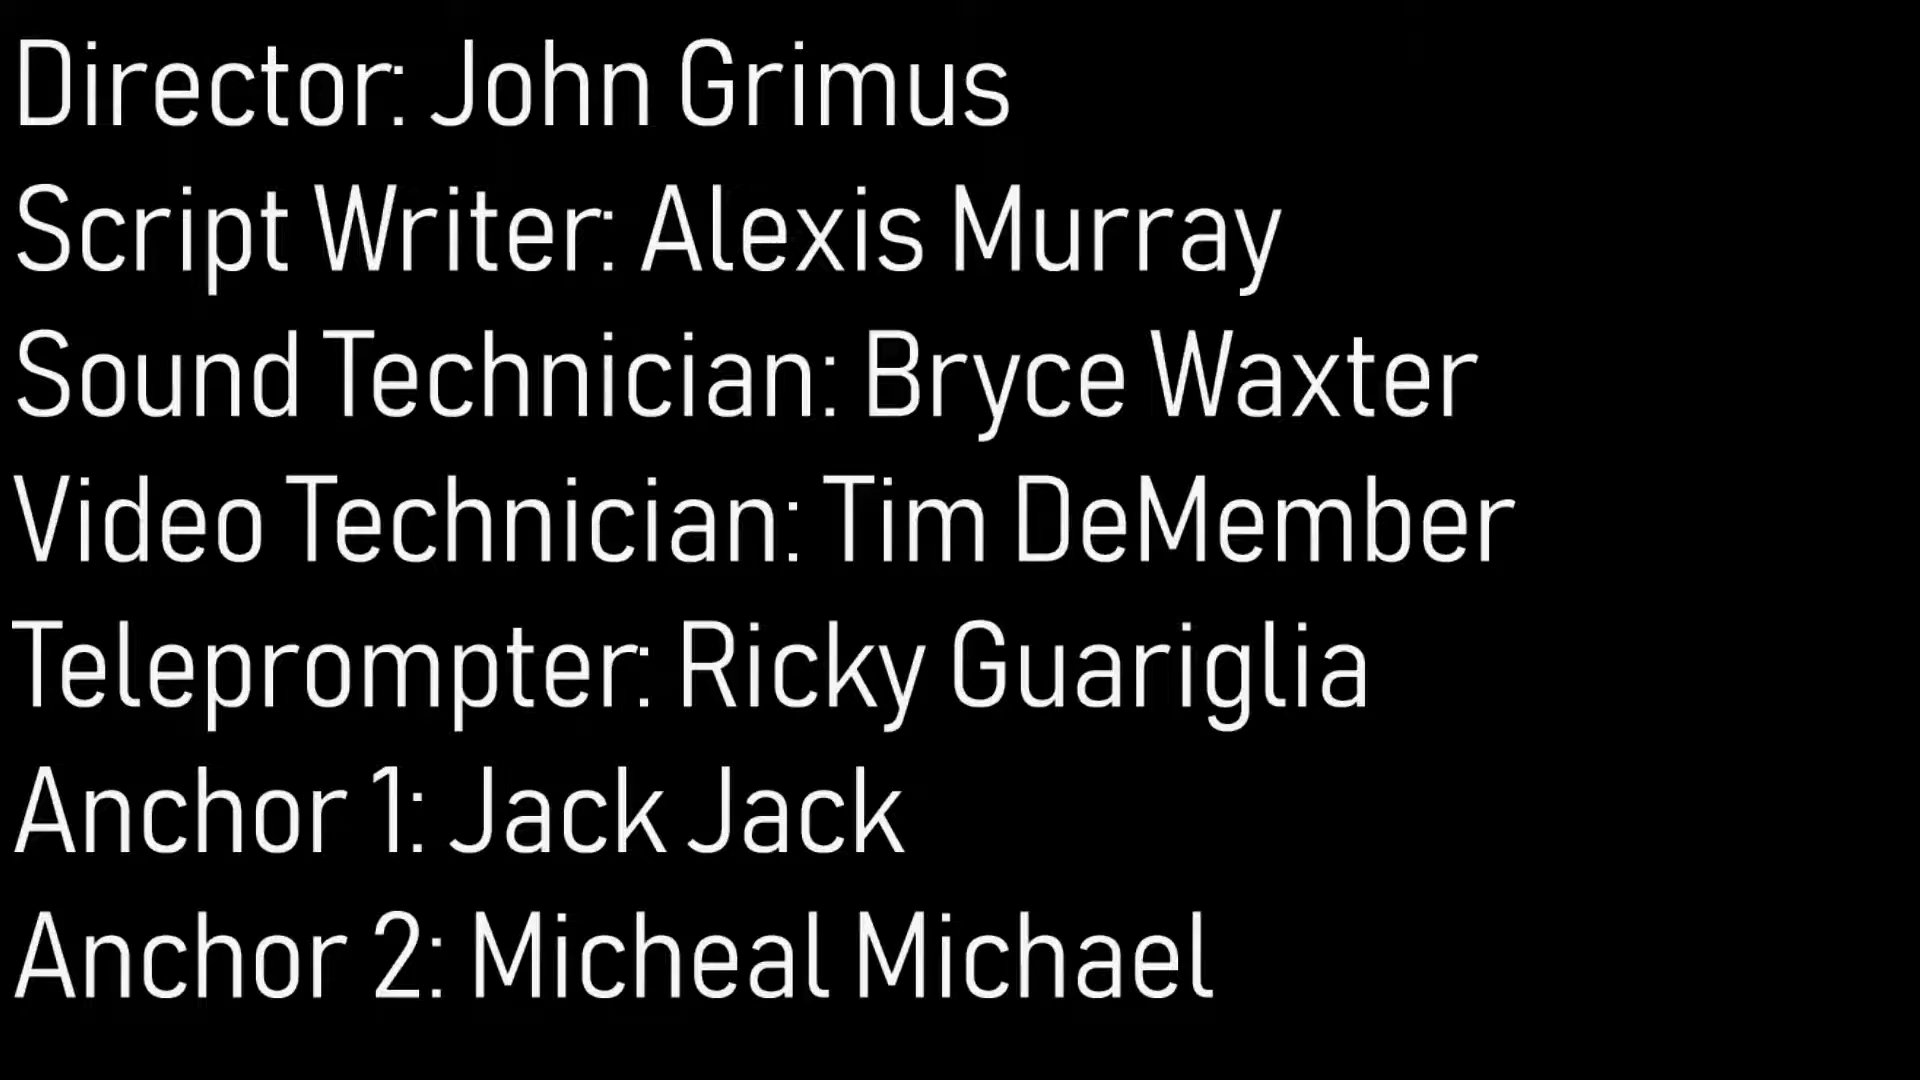 Director: John Grimus
Script Writer: Alexis Murray
Sound Technician: Bryce Waxter
Video Technician: Tim DeMember
Teleprompter: Ricky Guariglia
Anchor 1: Jack Jack
Anchor 2: Micheal Michael